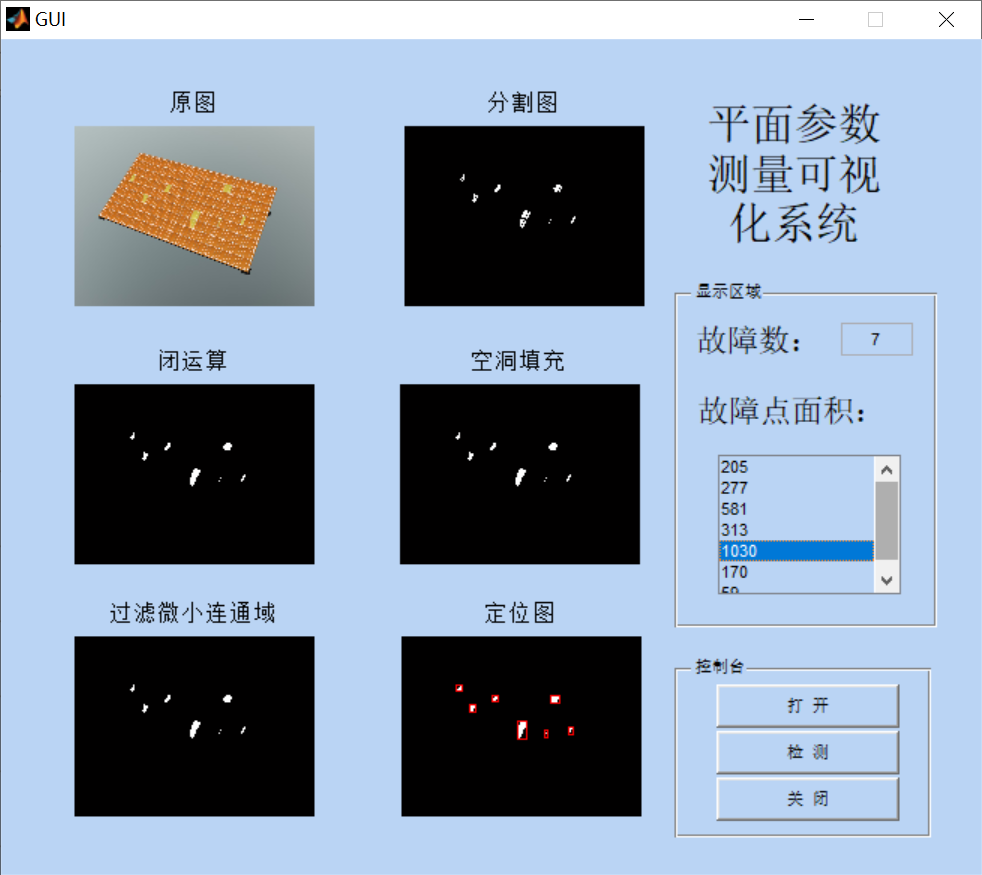 GUI
原图
分割图
平面参数
测量可视
化系统
显示区域
故障数：
7
闭运算
空洞填充
故障点面积：
205
277
581
313
1030
170
59
过滤微小连通域
定位图
控制台
打 开
检 测
关 闭